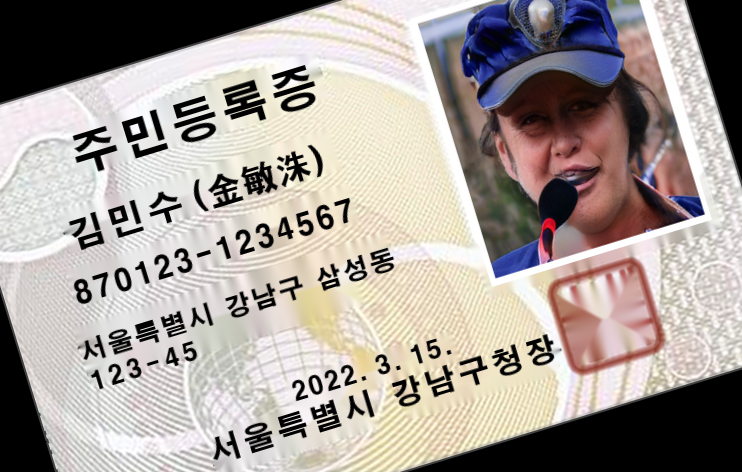 주민등록증
김민수 (金敏洙)
870123-1234567
서울특별시 강남구 삼성동
123-45
2022. 3. 15.
서울특별시 강남구청장